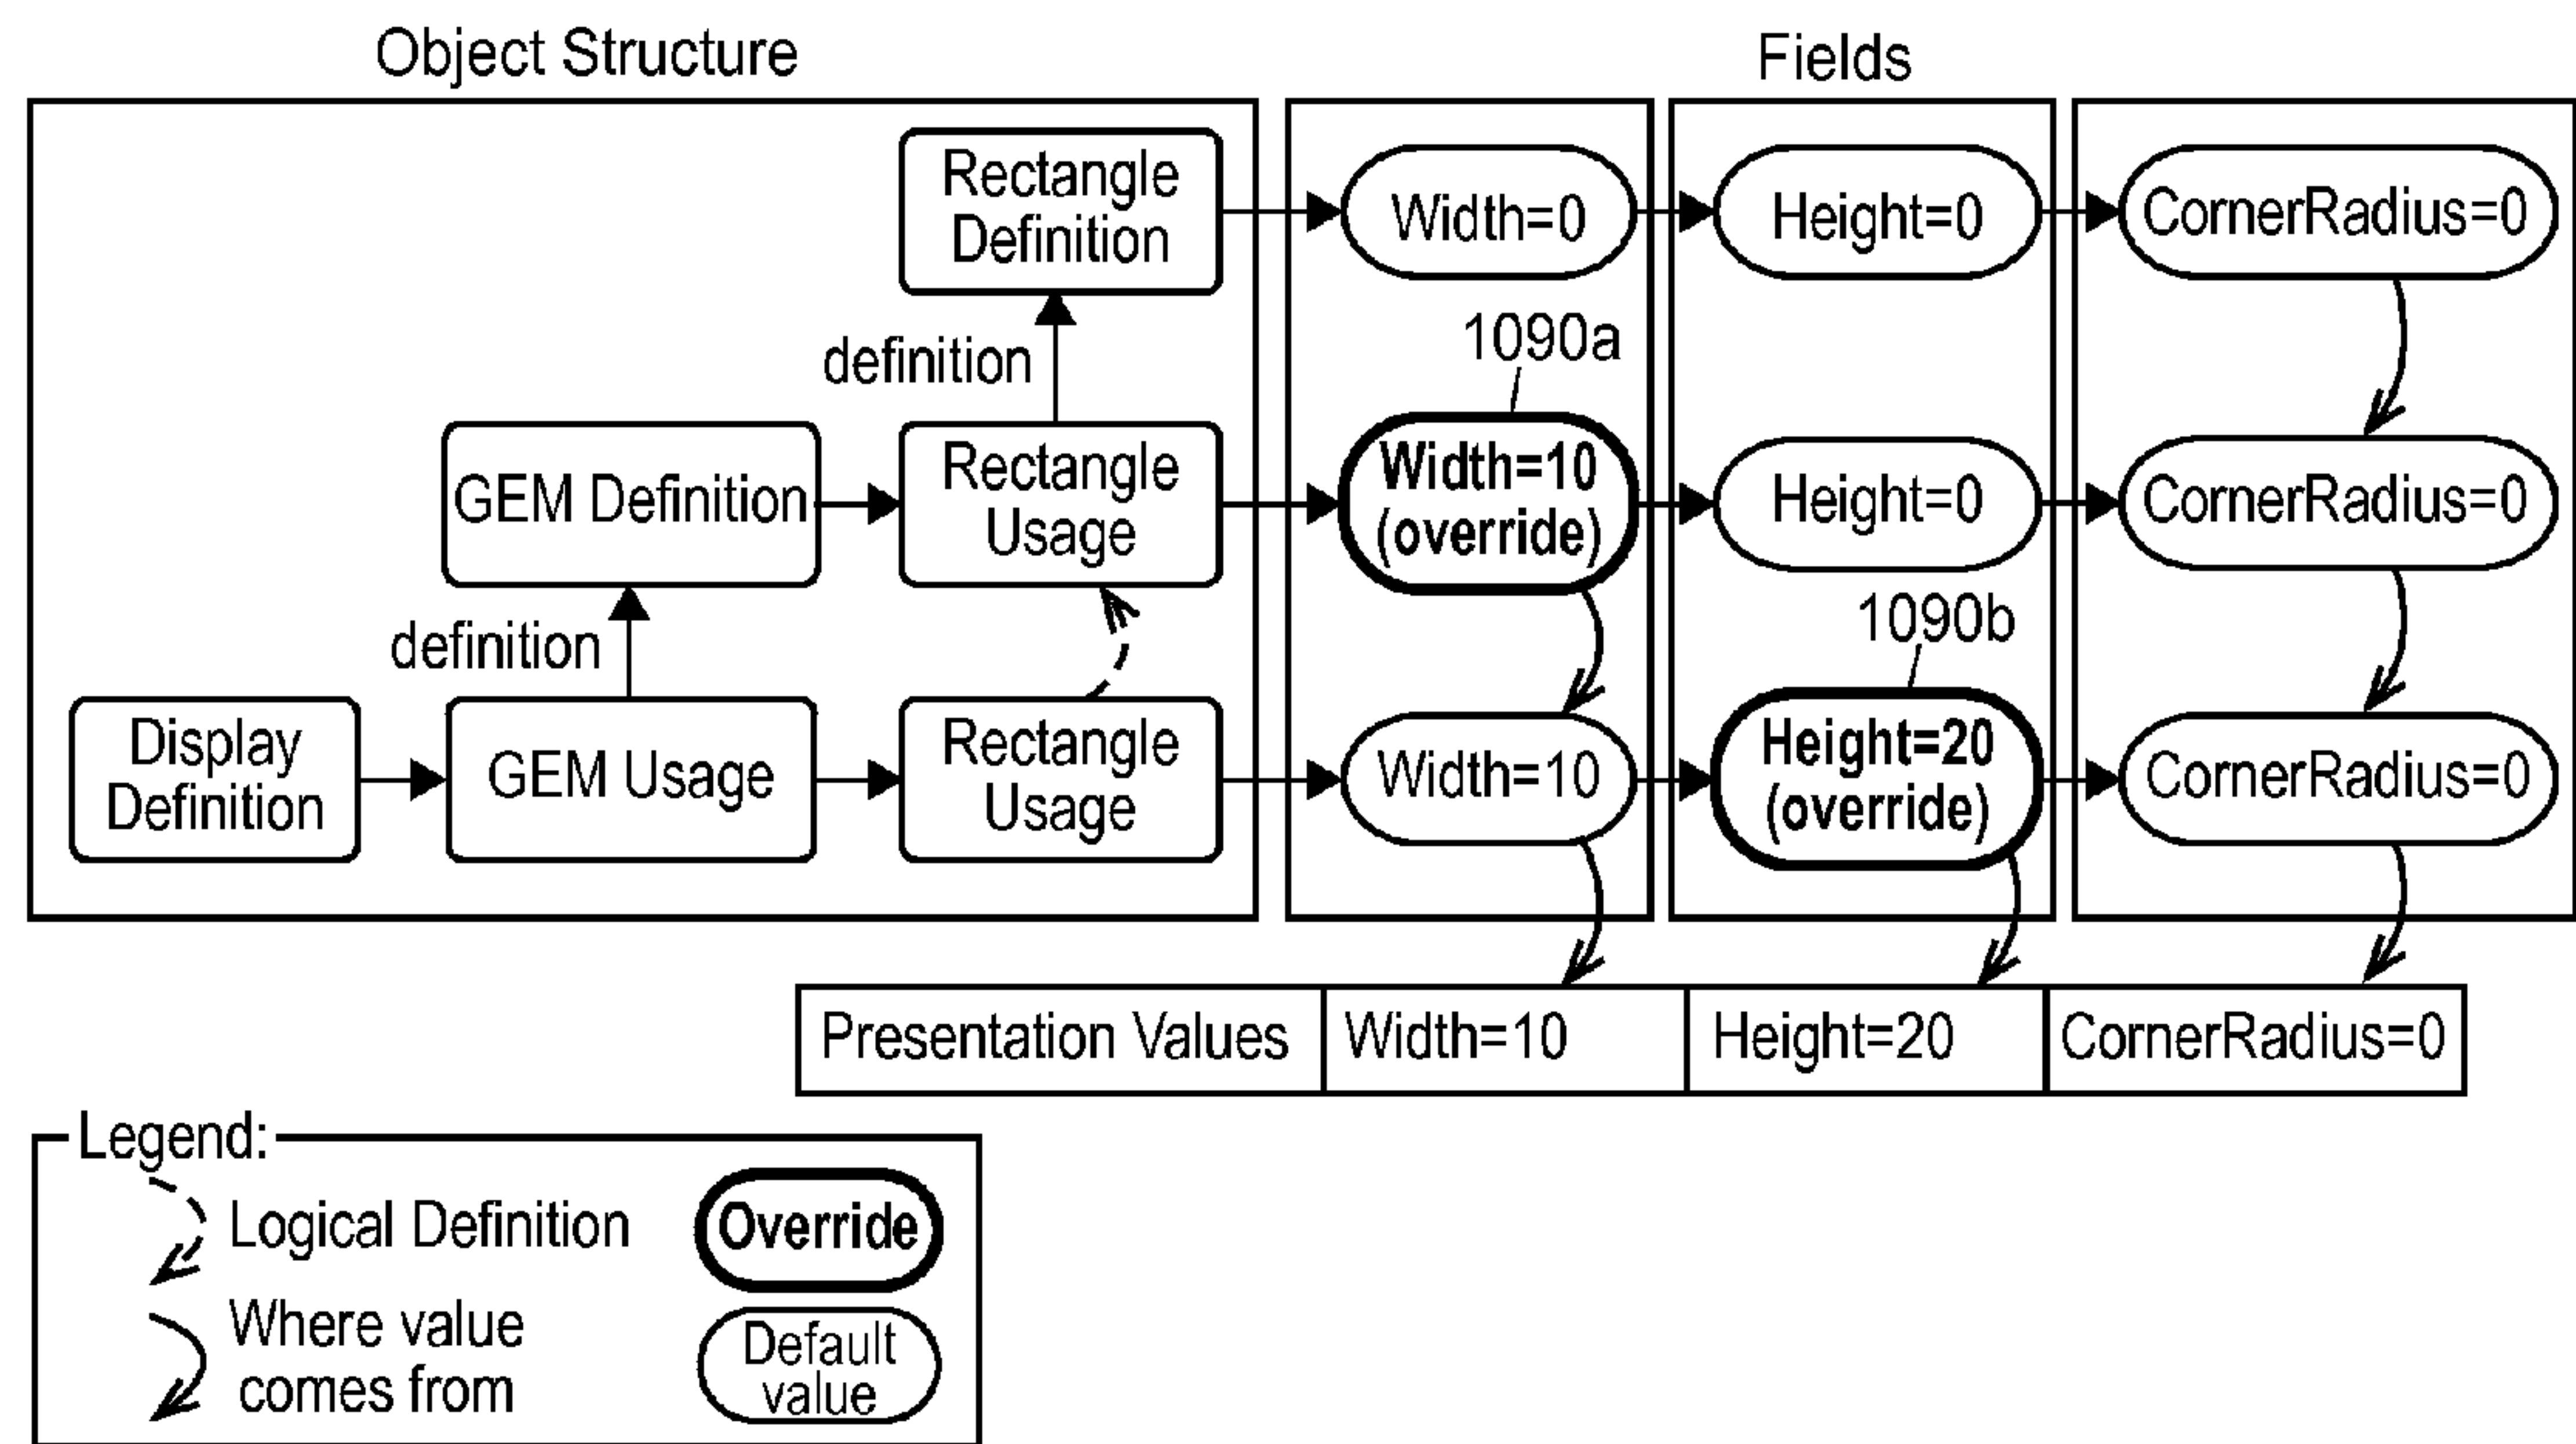 Object Structure
Fields
Rectangle
Definition
Width=0
Height=0
CornerRadius=0
definition
1090a
GEM Definition
Rectangle
Usage
Width=10
(override)
Height=0
CornerRadius=0
definition
1090b
Display
Definition
GEM Usage
Rectangle
Usage
Width=10
Height=20
(override)
CornerRadius=0
Presentation Values
Width=10
Height=20
CornerRadius=0
Legend:
Logical Definition
Override
Where value
comes from
Default
value